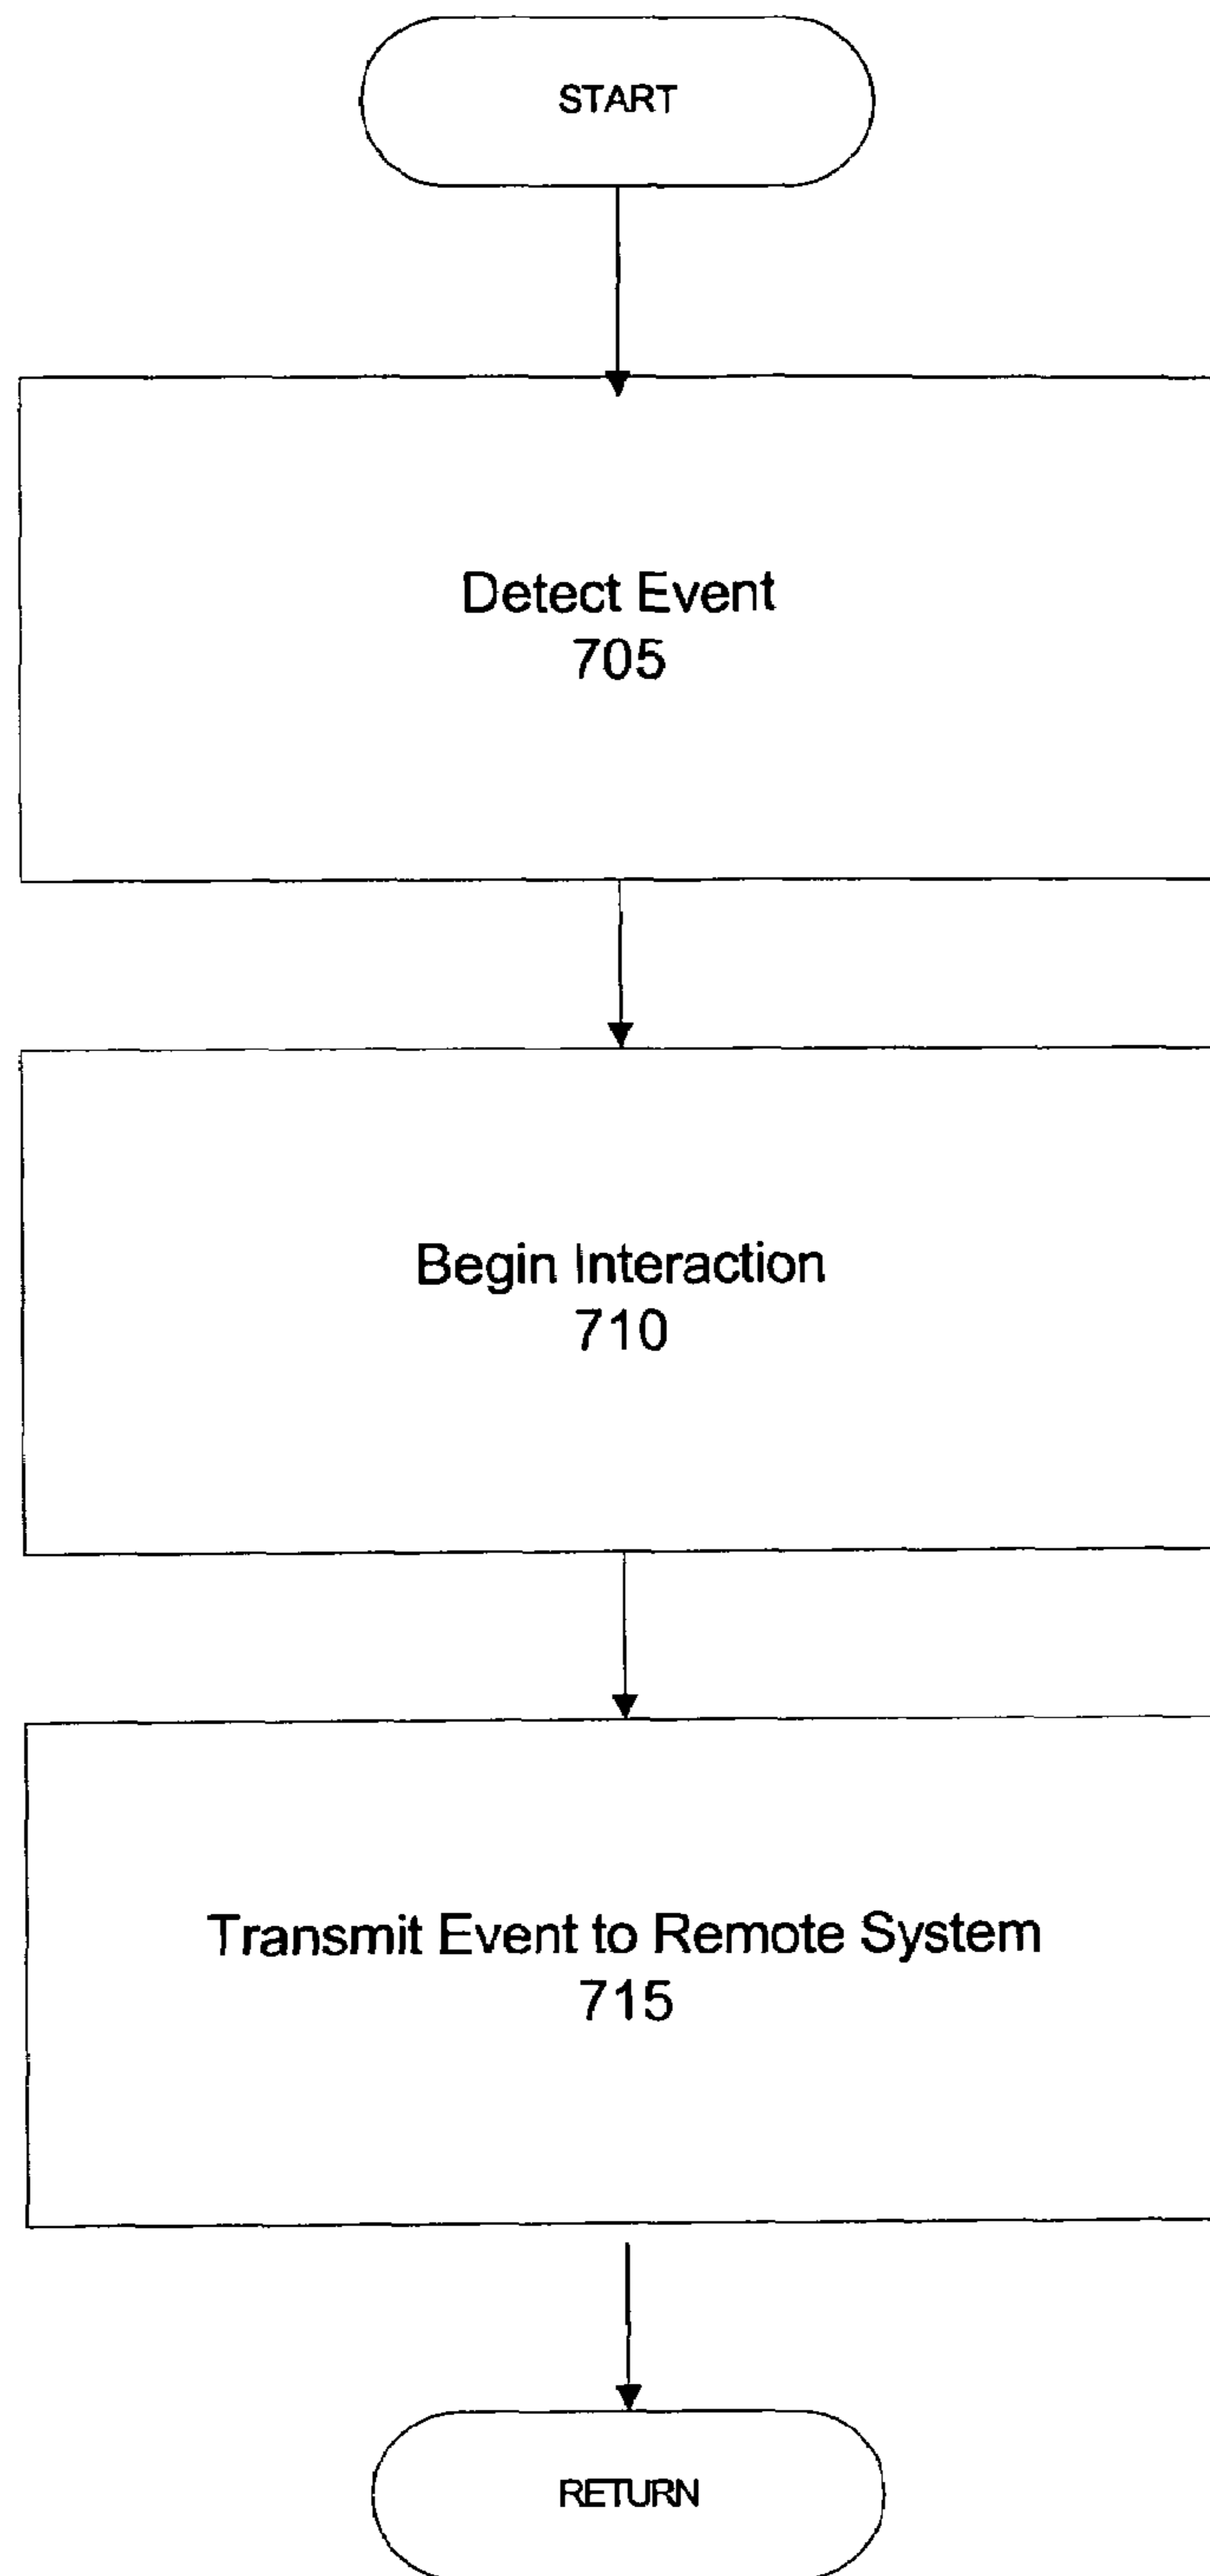 START
Detect Event
705
Begin Interaction
710
Transmit Event to Remote System
715
RETURN